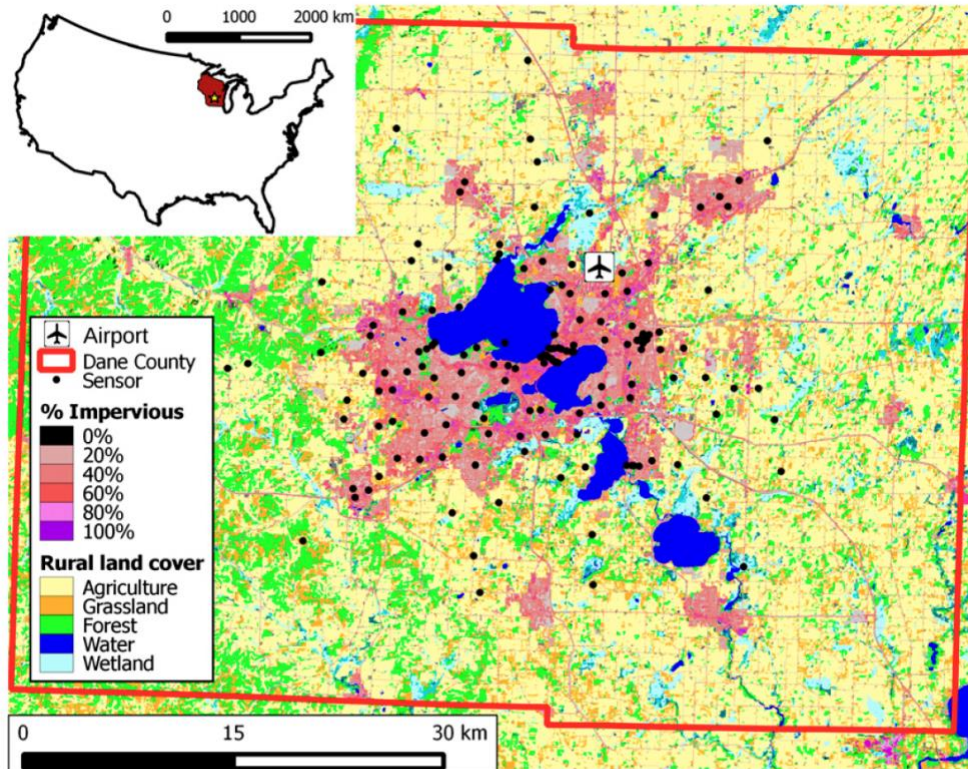 0 1000 2000 km
Airport
Dane County
Sensor
% Impervious
0%
20%
40%
60%
80%
100%
Rural land cover
Agriculture
Grassland
Forest
Water
Wetland
0 15 30 km